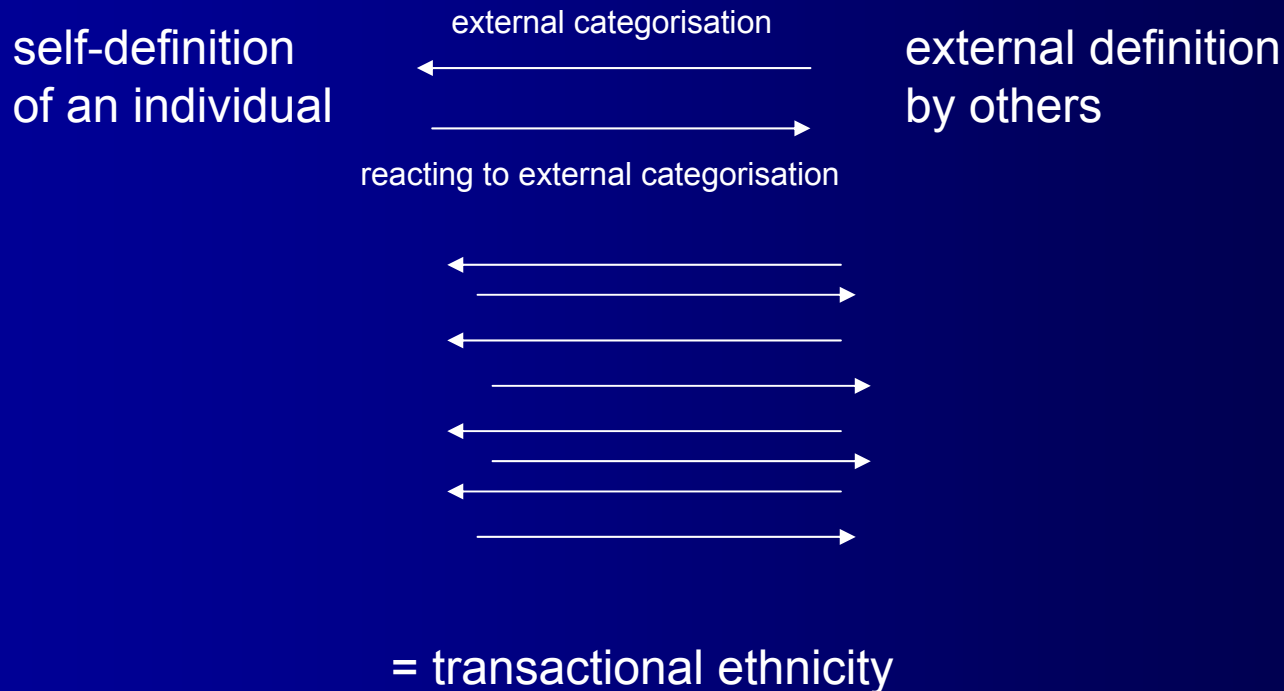 external categorisation
self-definition
of an individual
external definition
by others
reacting to external categorisation
= transactional ethnicity